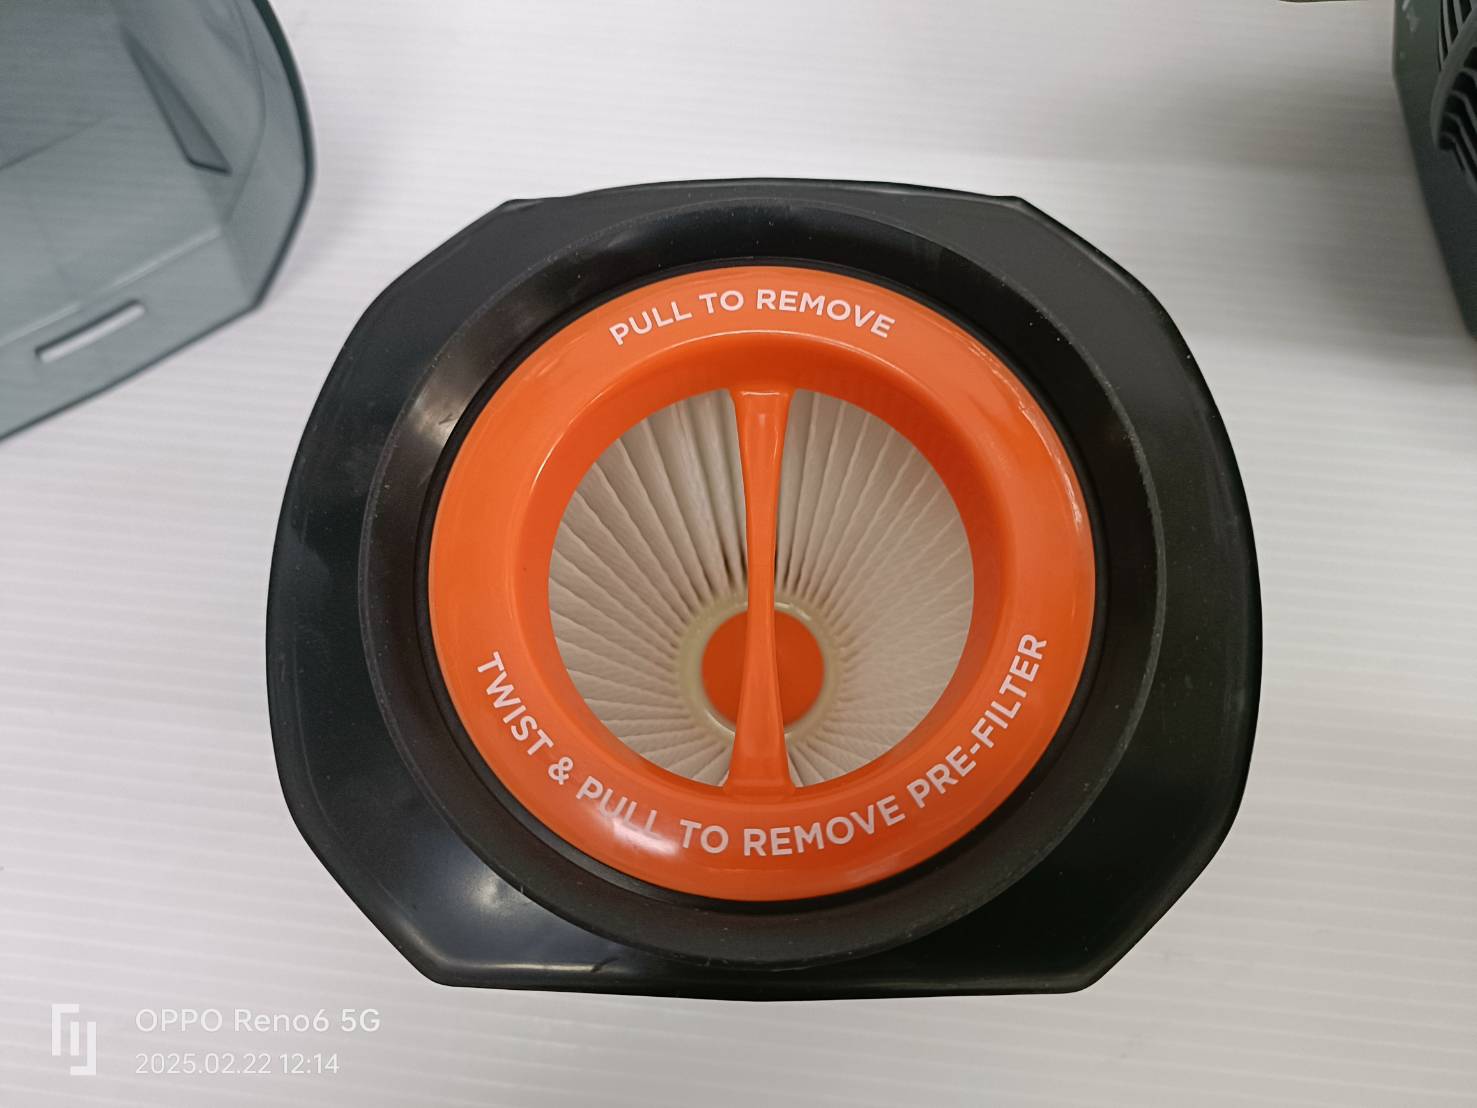 PULL TO REMOVE
TWIST & PULL TO REMOVE PRE-FILTER
OPPO Reno6 5G
2025.02.22 12:14